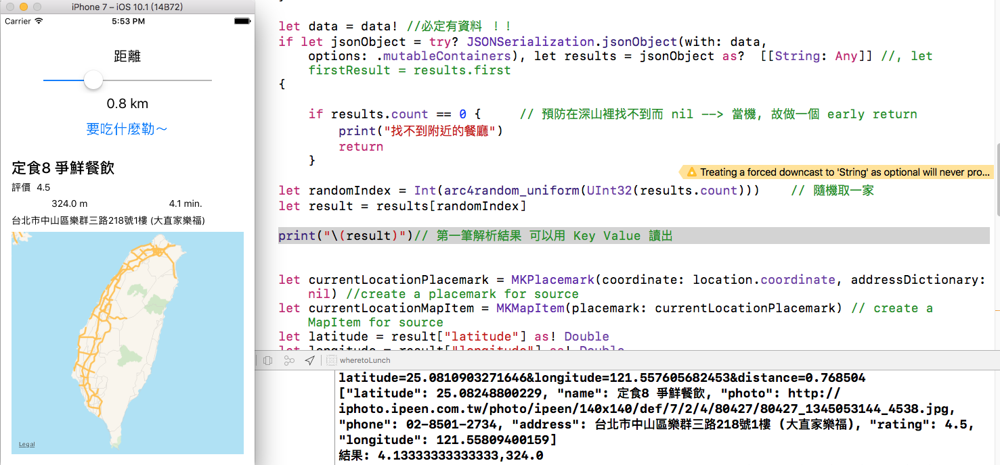 iPhone 7 – iOS 10.1 (14B72)
Carrier
5:53 PM
距離
0.8 km
要吃什麼勒~
定食8 爭鮮餐飲
評價 4.5
324.0 m 4.1 min.
台北市中山區樂群三路218號1樓 (大直家樂福)
Legal
let data = data! //必定有資料 ！！
if let jsonObject = try? JSONSerialization.jsonObject(with: data,
options: .mutableContainers), let results = jsonObject as? [[String: Any]] //, let
firstResult = results.first
{
if results.count == 0 { // 預防在深山裡找不到而 nil --> 當機, 故做一個 early return
print("找不到附近的餐廳")
return
}
Treating a forced downcast to 'String' as optional will never pro...
let randomIndex = Int(arc4random_uniform(UInt32(results.count))) // 隨機取一家
let result = results[randomIndex]
print("\(result)")// 第一筆解析結果 可以用 Key Value 讀出
let currentLocationPlacemark = MKPlacemark(coordinate: location.coordinate, addressDictionary:
nil) //create a placemark for source
let currentLocationMapItem = MKMapItem(placemark: currentLocationPlacemark) // create a
MapItem for source
let latitude = result["latitude"] as! Double
let longitude = result["longitude"] as! Double
wheretoLunch
latitude=25.0810903271646&longitude=121.557605682453&distance=0.768504
["latitude": 25.08248800229, "name": 定食8 爭鮮餐飲, "photo": http://
iphoto.ipeen.com.tw/photo/ipeen/140x140/def/7/2/4/80427/80427_1345053144_4538.jpg,
"phone": 02-8501-2734, "address": 台北市中山區樂群三路218號1樓 (大直家樂福), "rating": 4.5,
"longitude": 121.55809400159]
結果: 4.13333333333333,324.0